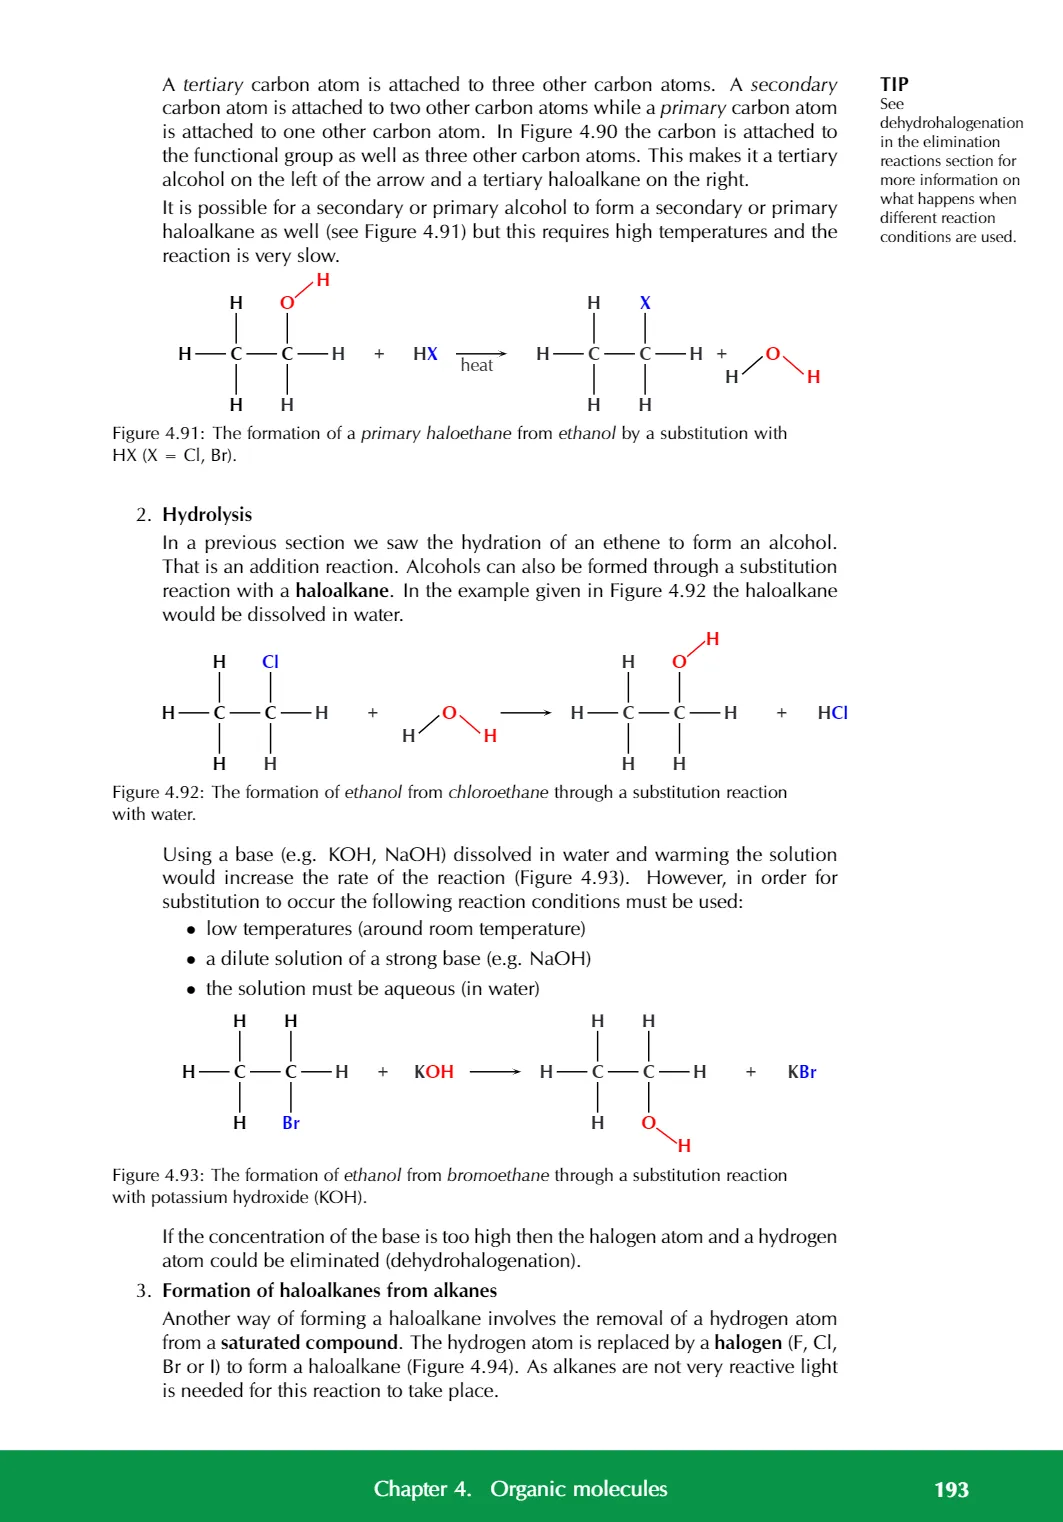 A tertiary carbon atom is attached to three other carbon atoms. A secondary
carbon atom is attached to two other carbon atoms while a primary carbon atom
is attached to one other carbon atom. In Figure 4.90 the carbon is attached to
the functional group as well as three other carbon atoms. This makes it a tertiary
alcohol on the left of the arrow and a tertiary haloalkane on the right.
It is possible for a secondary or primary alcohol to form a secondary or primary
haloalkane as well (see Figure 4.91) but this requires high temperatures and the
reaction is very slow.
TIP
See
dehydrohalogenation
in the elimination
reactions section for
more information on
what happens when
different reaction
conditions are used.
H
H O H X
H C C H + HX heat H C C H + O
H H
H H H H
Figure 4.91: The formation of a primary haloethane from ethanol by a substitution with
HX (X = Cl, Br).
2. Hydrolysis
In a previous section we saw the hydration of an ethene to form an alcohol.
That is an addition reaction. Alcohols can also be formed through a substitution
reaction with a haloalkane. In the example given in Figure 4.92 the haloalkane
would be dissolved in water.
H
H Cl H O
H C C H + O H C C H + HCl
H H
H H H H
Figure 4.92: The formation of ethanol from chloroethane through a substitution reaction
with water.
Using a base (e.g. KOH, NaOH) dissolved in water and warming the solution
would increase the rate of the reaction (Figure 4.93). However, in order for
substitution to occur the following reaction conditions must be used:
• low temperatures (around room temperature)
• a dilute solution of a strong base (e.g. NaOH)
• the solution must be aqueous (in water)
H H H H
H C C H + KOH H C C H + KBr
H Br H O
H
Figure 4.93: The formation of ethanol from bromoethane through a substitution reaction
with potassium hydroxide (KOH).
If the concentration of the base is too high then the halogen atom and a hydrogen
atom could be eliminated (dehydrohalogenation).
3. Formation of haloalkanes from alkanes
Another way of forming a haloalkane involves the removal of a hydrogen atom
from a saturated compound. The hydrogen atom is replaced by a halogen (F, Cl,
Br or I) to form a haloalkane (Figure 4.94). As alkanes are not very reactive light
is needed for this reaction to take place.
Chapter 4. Organic molecules 193